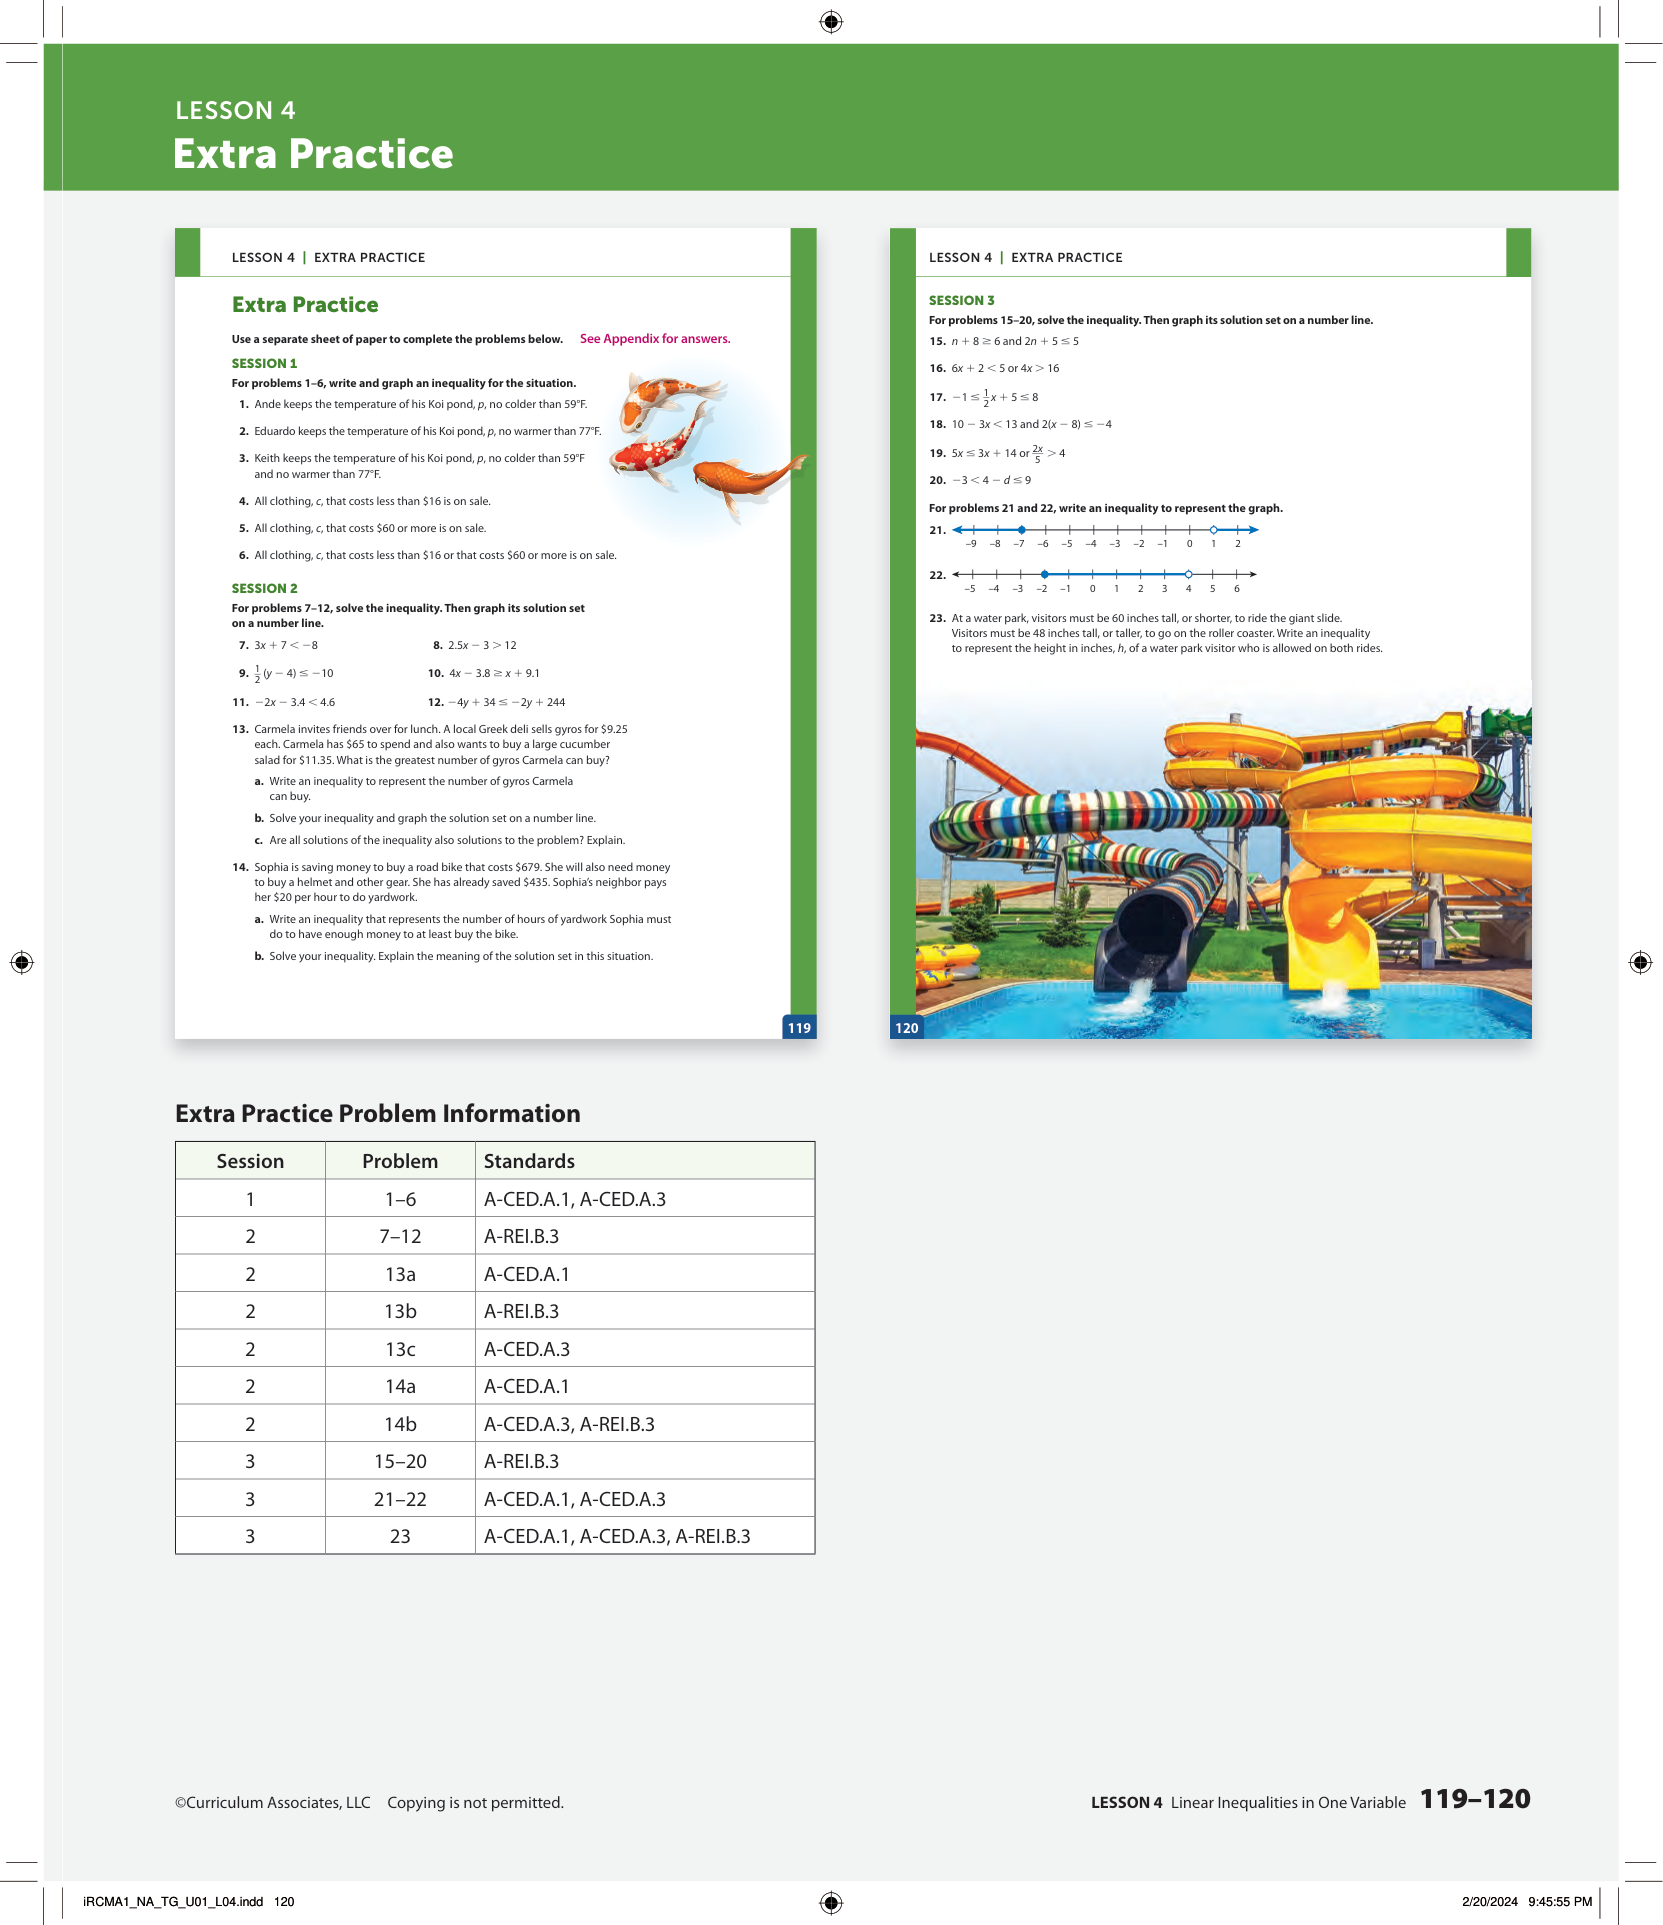 LESSON 4
Extra Practice
LESSON 4 | EXTRA PRACTICE
Extra Practice
Use a separate sheet of paper to complete the problems below. See Appendix for answers.
SESSION 1
For problems 1–6, write and graph an inequality for the situation.
1. Ande keeps the temperature of his Koi pond, p, no colder than 59°F.
2. Eduardo keeps the temperature of his Koi pond, p, no warmer than 77°F.
3. Keith keeps the temperature of his Koi pond, p, no colder than 59°F
and no warmer than 77°F.
4. All clothing, c, that costs less than $16 is on sale.
5. All clothing, c, that costs $60 or more is on sale.
6. All clothing, c, that costs less than $16 or that costs $60 or more is on sale.
SESSION 2
For problems 7–12, solve the inequality. Then graph its solution set
on a number line.
7. 3x + 7 < −8 8. 2.5x − 3 > 12
9. 1/2 (y − 4) ≤ −10 10. 4x − 3.8 ≥ x + 9.1
11. −2x − 3.4 < 4.6 12. −4y + 34 ≤ −2y + 244
13. Carmela invites friends over for lunch. A local Greek deli sells gyros for $9.25
each. Carmela has $65 to spend and also wants to buy a large cucumber
salad for $11.35. What is the greatest number of gyros Carmela can buy?
a. Write an inequality to represent the number of gyros Carmela
can buy.
b. Solve your inequality and graph the solution set on a number line.
c. Are all solutions of the inequality also solutions to the problem? Explain.
14. Sophia is saving money to buy a road bike that costs $679. She will also need money
to buy a helmet and other gear. She has already saved $435. Sophia's neighbor pays
her $20 per hour to do yardwork.
a. Write an inequality that represents the number of hours of yardwork Sophia must
do to have enough money to at least buy the bike.
b. Solve your inequality. Explain the meaning of the solution set in this situation.
119
LESSON 4 | EXTRA PRACTICE
SESSION 3
For problems 15–20, solve the inequality. Then graph its solution set on a number line.
15. n + 8 ≥ 6 and 2n + 5 ≤ 5
16. 6x + 2 < 5 or 4x > 16
17. −1 ≤ 1/2 x + 5 ≤ 8
18. 10 − 3x < 13 and 2(x − 8) ≤ −4
19. 5x ≤ 3x + 14 or 2x/5 > 4
20. −3 < 4 − d ≤ 9
For problems 21 and 22, write an inequality to represent the graph.
21.
–9 –8 –7 –6 –5 –4 –3 –2 –1 0 1 2
22.
–5 –4 –3 –2 –1 0 1 2 3 4 5 6
23. At a water park, visitors must be 60 inches tall, or shorter, to ride the giant slide.
Visitors must be 48 inches tall, or taller, to go on the roller coaster. Write an inequality
to represent the height in inches, h, of a water park visitor who is allowed on both rides.
120
Extra Practice Problem Information
Session Problem Standards
1 1–6 A-CED.A.1, A-CED.A.3
2 7–12 A-REI.B.3
2 13a A-CED.A.1
2 13b A-REI.B.3
2 13c A-CED.A.3
2 14a A-CED.A.1
2 14b A-CED.A.3, A-REI.B.3
3 15–20 A-REI.B.3
3 21–22 A-CED.A.1, A-CED.A.3
3 23 A-CED.A.1, A-CED.A.3, A-REI.B.3
©Curriculum Associates, LLC Copying is not permitted.
LESSON 4 Linear Inequalities in One Variable 119–120
iRCMA1_NA_TG_U01_L04.indd 120
2/20/2024 9:45:55 PM